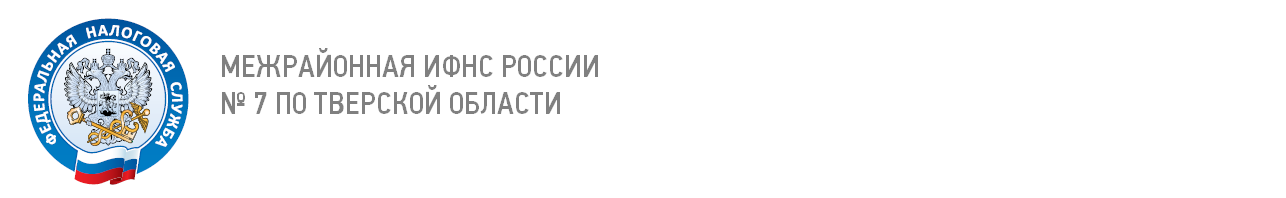 ФЕДЕРАЛЬНАЯ НАЛОГОВАЯ СЛУЖБА
МЕЖРАЙОННАЯ ИФНС РОССИИ
№ 7 ПО ТВЕРСКОЙ ОБЛАСТИ